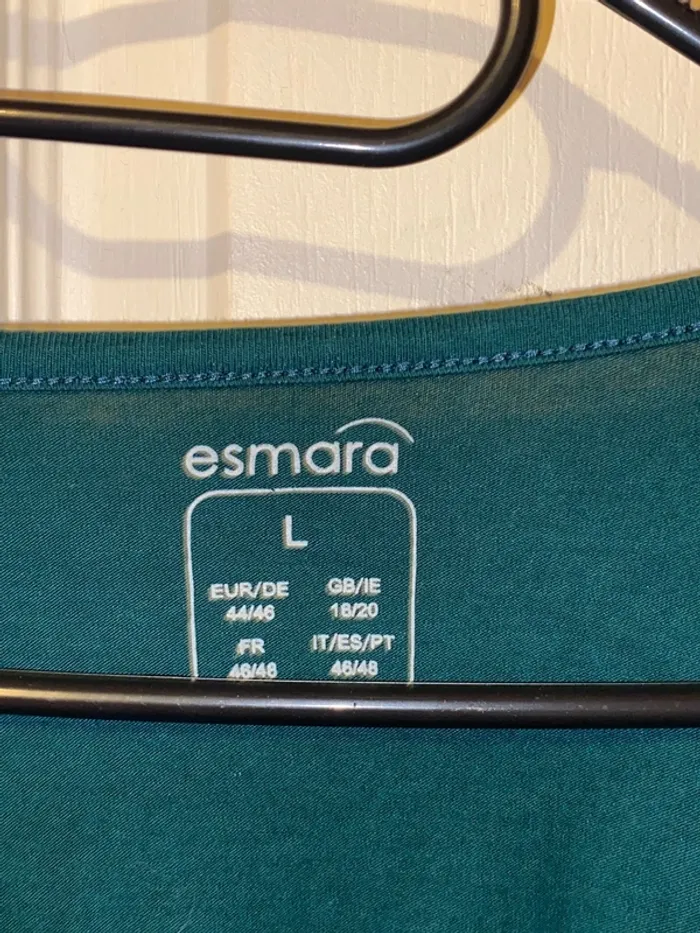 esmara
L
EUR/DE GB/IE
44/46 18/20
FR IT/ES/PT
46/48 46/48